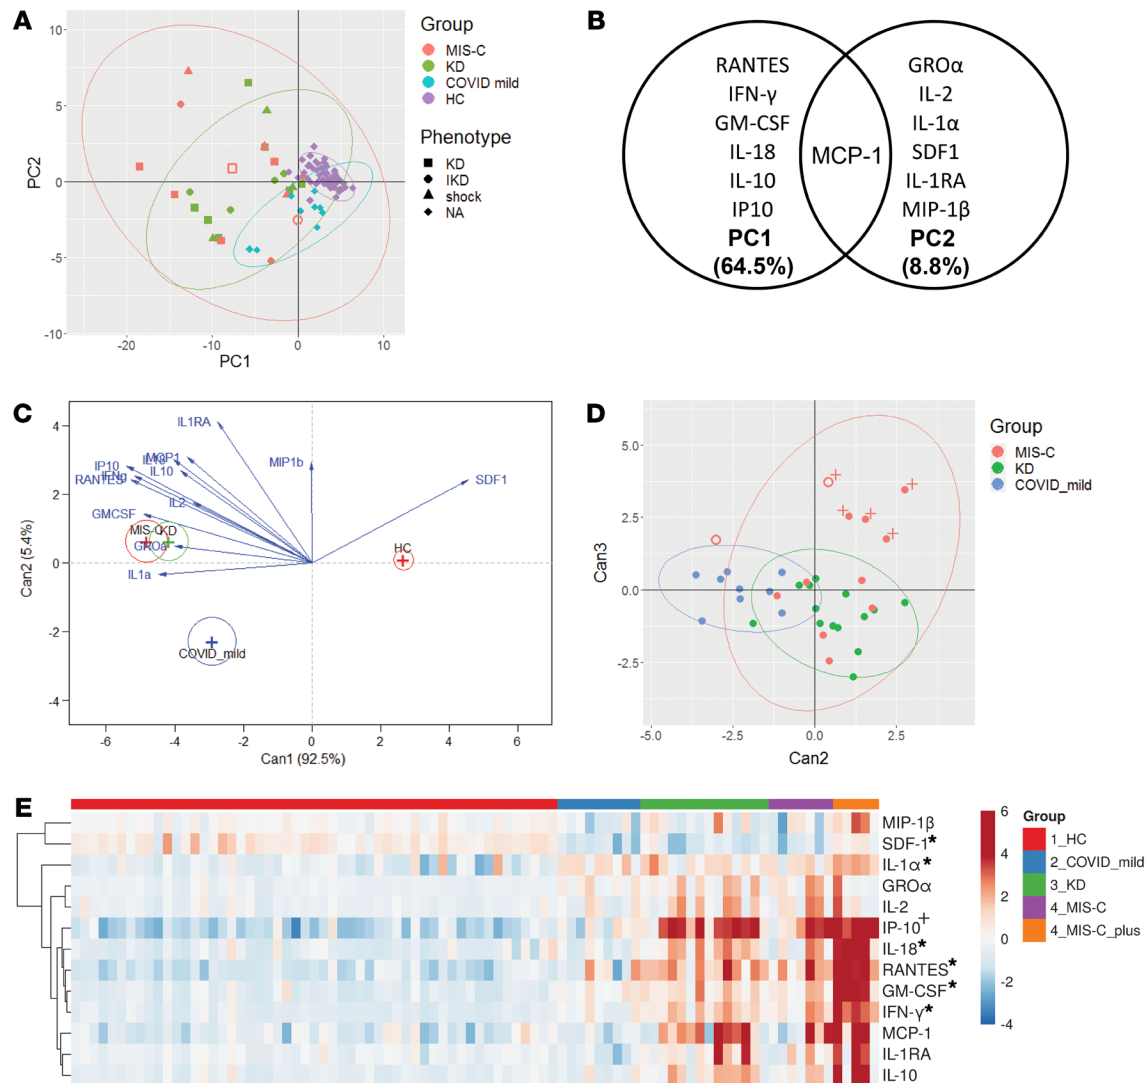 A
10
5
0
-5
-10
-20
-10
0
10
PC2
PC1
Group
MIS-C
KD
COVID mild
HC
Phenotype
KD
IKD
shock
NA
B
RANTES
IFN-γ
GM-CSF
IL-18
IL-10
IP10
PC1
(64.5%)
MCP-1
GROα
IL-2
IL-1α
SDF1
IL-1RA
MIP-1β
PC2
(8.8%)
C
4
2
0
-2
-4
-6
-4
-2
0
2
4
6
Can2 (5.4%)
Can1 (92.5%)
IL1RA
MCP1
IP10
IL10
IFNg
RANTES
IL2
GMCSF
MIS-C
KD
GROa
IL1a
MIP1b
SDF1
HC
COVID_mild
D
5.0
2.5
0.0
-2.5
-5.0
-2.5
0.0
2.5
Can3
Can2
Group
MIS-C
KD
COVID_mild
E
MIP-1β
SDF-1*
IL-1α*
GROα
IL-2
IP-10+
IL-18*
RANTES*
GM-CSF*
IFN-γ*
MCP-1
IL-1RA
IL-10
6
4
2
0
-2
-4
Group
1_HC
2_COVID_mild
3_KD
4_MIS-C
4_MIS-C_plus